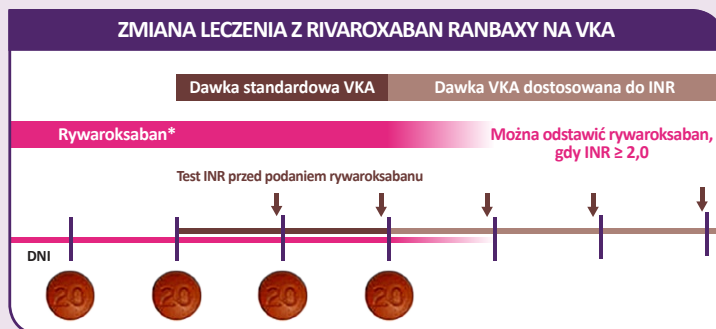 ZMIANA LECZENIA Z RIVAROXABAN RANBAXY NA VKA
Dawka standardowa VKA
Dawka VKA dostosowana do INR
Rywaroksaban*
Można odstawić rywaroksaban,
gdy INR ≥ 2,0
Test INR przed podaniem rywaroksabanu
DNI
20
20
20
20